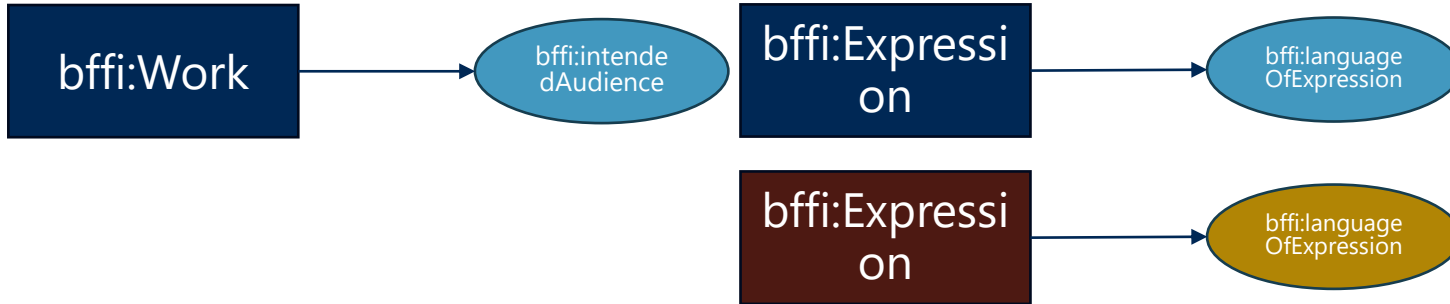 bffi:Work
bffi:intende
dAudience
bffi:Expressi
on
bffi:language
OfExpression
bffi:Expressi
on
bffi:language
OfExpression